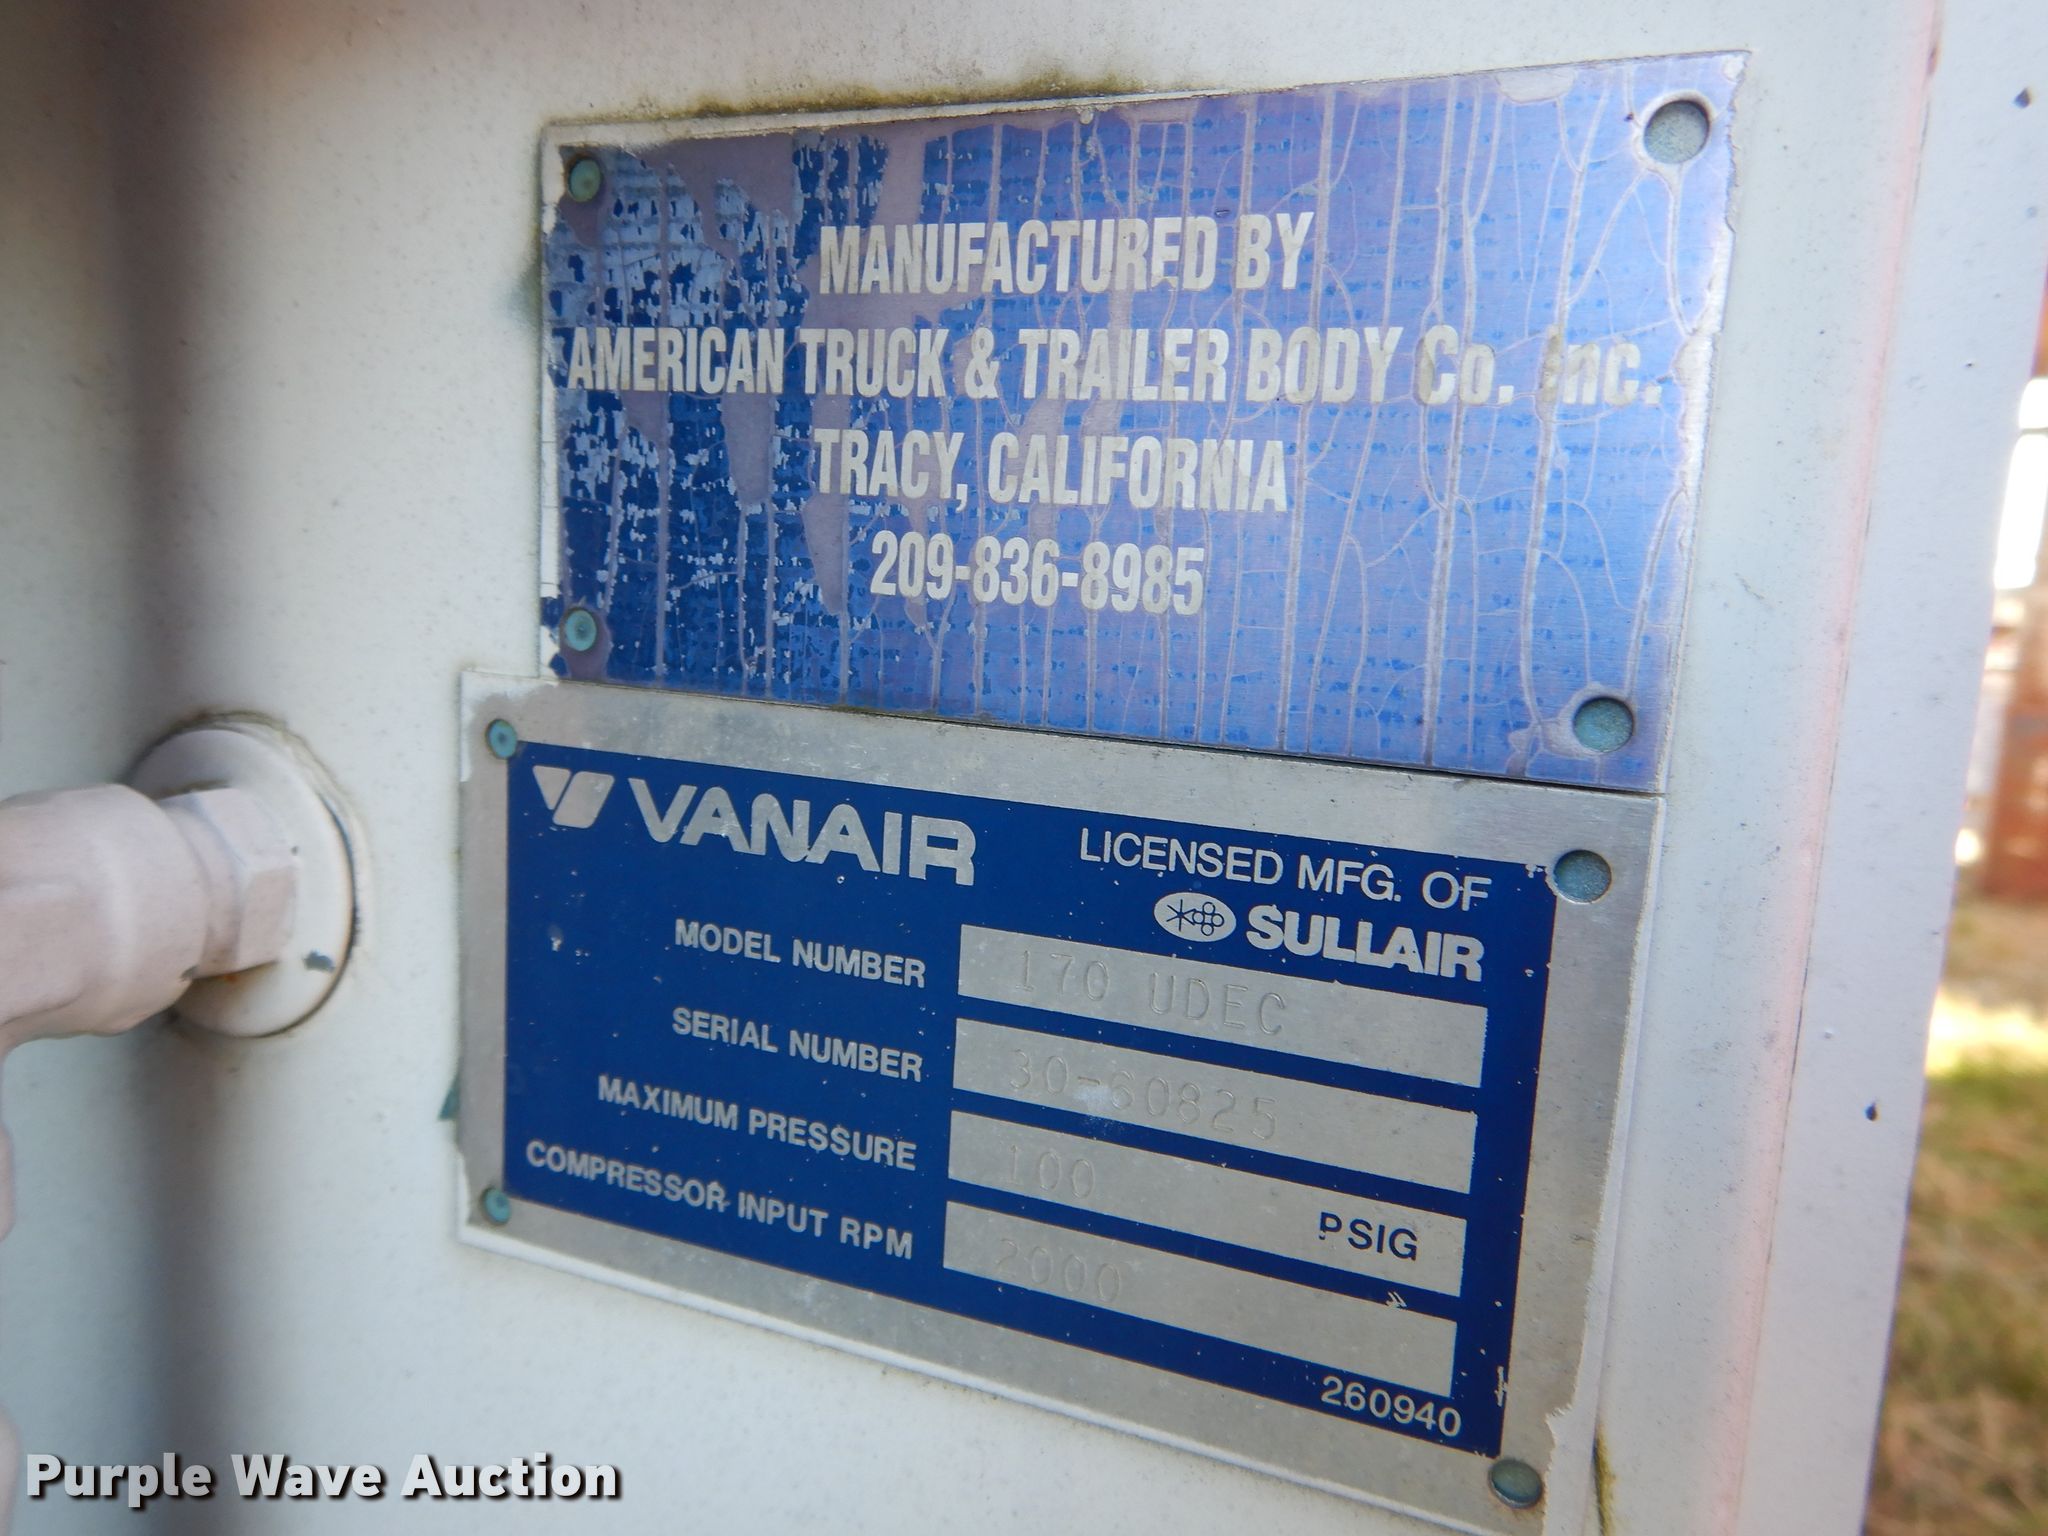 MANUFACTURED BY
AMERICAN TRUCK & TRAILER BODY Co. Inc.
TRACY, CALIFORNIA
209-836-8985
VANAIR
LICENSED MFG. OF
SULLAIR
MODEL NUMBER 170 UDEC
SERIAL NUMBER 30-60825
MAXIMUM PRESSURE 100 PSIG
COMPRESSOR INPUT RPM 2000
260940
Purple Wave Auction